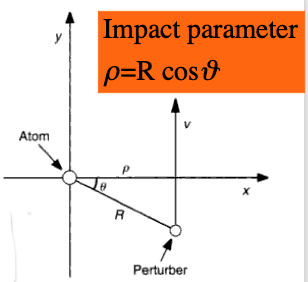 Impact parameter
ρ=R cosϑ
y
v
Atom
ρ
θ
x
R
Perturber